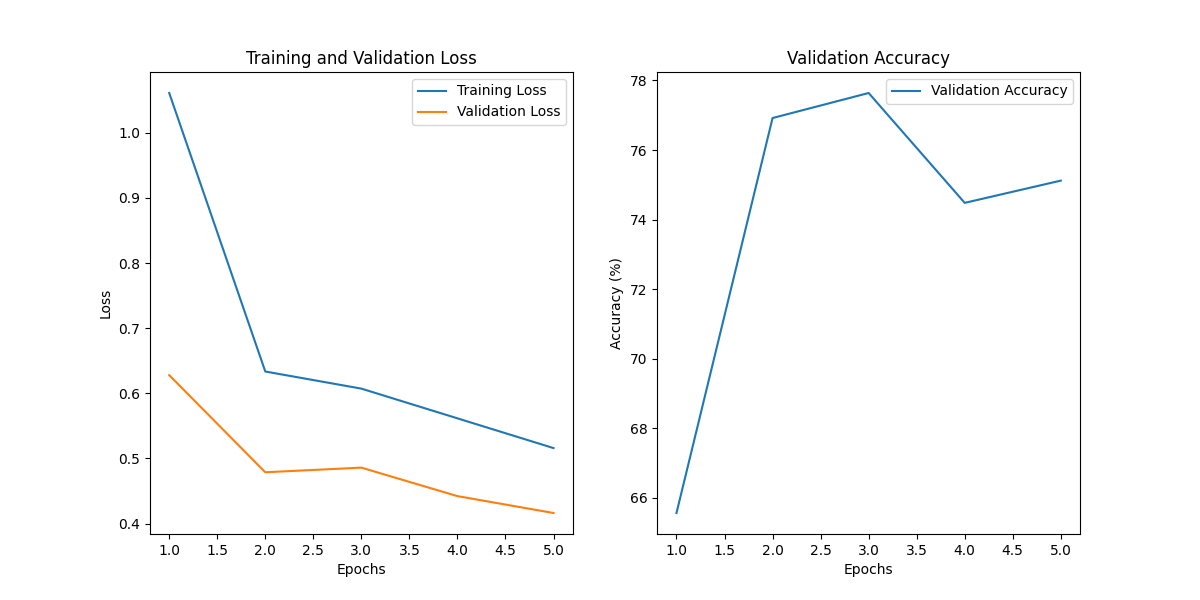 Training and Validation Loss
Training Loss
Validation Loss
1.0
0.9
0.8
0.7
0.6
0.5
0.4
Loss
1.0 1.5 2.0 2.5 3.0 3.5 4.0 4.5 5.0
Epochs
Validation Accuracy
Validation Accuracy
78
76
74
72
70
68
66
Accuracy (%)
1.0 1.5 2.0 2.5 3.0 3.5 4.0 4.5 5.0
Epochs